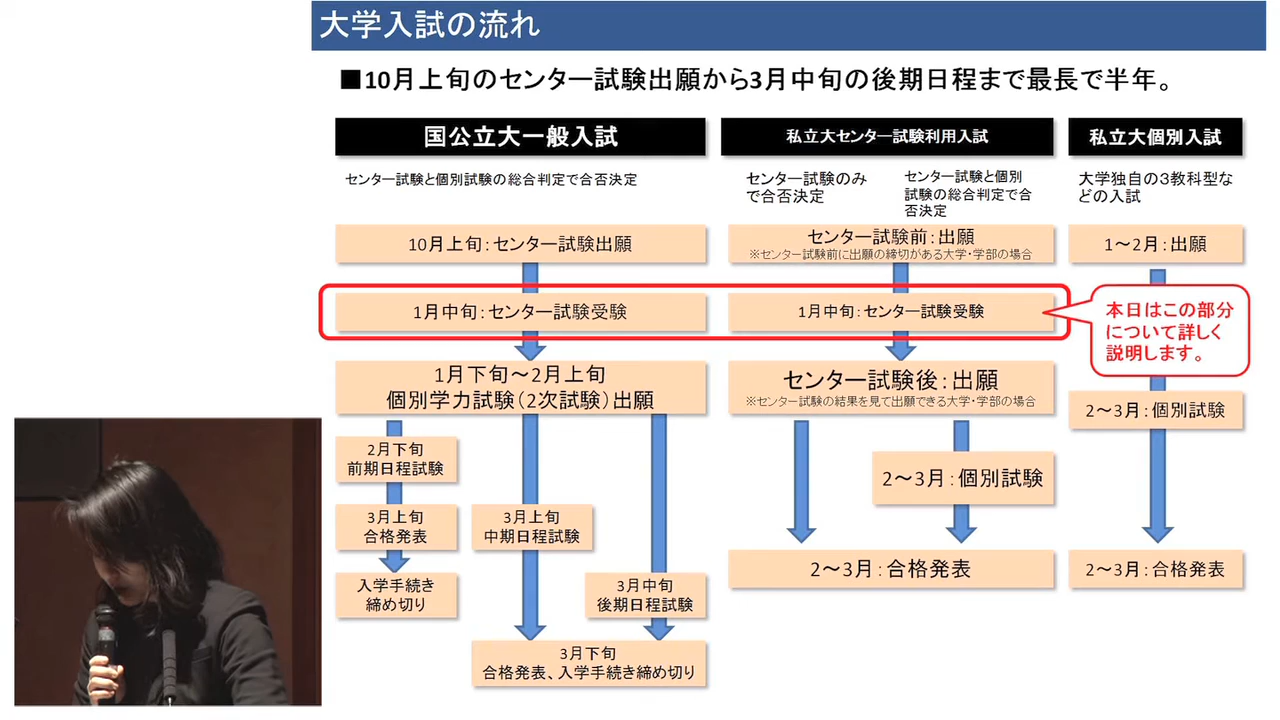 大学入試の流れ
■10月上旬のセンター試験出願から3月中旬の後期日程まで最長で半年。
国公立大一般入試
センター試験と個別試験の総合判定で合否決定
10月上旬：センター試験出願
1月中旬：センター試験受験
1月下旬～2月上旬
個別学力試験（2次試験）出願
2月下旬
前期日程試験
3月上旬
合格発表
入学手続き
締め切り
3月上旬
中期日程試験
3月中旬
後期日程試験
3月下旬
合格発表、入学手続き締め切り
私立大センター試験利用入試
センター試験のみ
で合否決定
センター試験と個別
試験の総合判定で合
否決定
センター試験前：出願
※センター試験前に出願の締切がある大学・学部の場合
1月中旬：センター試験受験
センター試験後：出願
※センター試験の結果を見て出願できる大学・学部の場合
2～3月：個別試験
2～3月：合格発表
私立大個別入試
大学独自の3教科型な
どの入試
1～2月：出願
本日はこの部分
について詳しく
説明します。
2～3月：個別試験
2～3月：合格発表